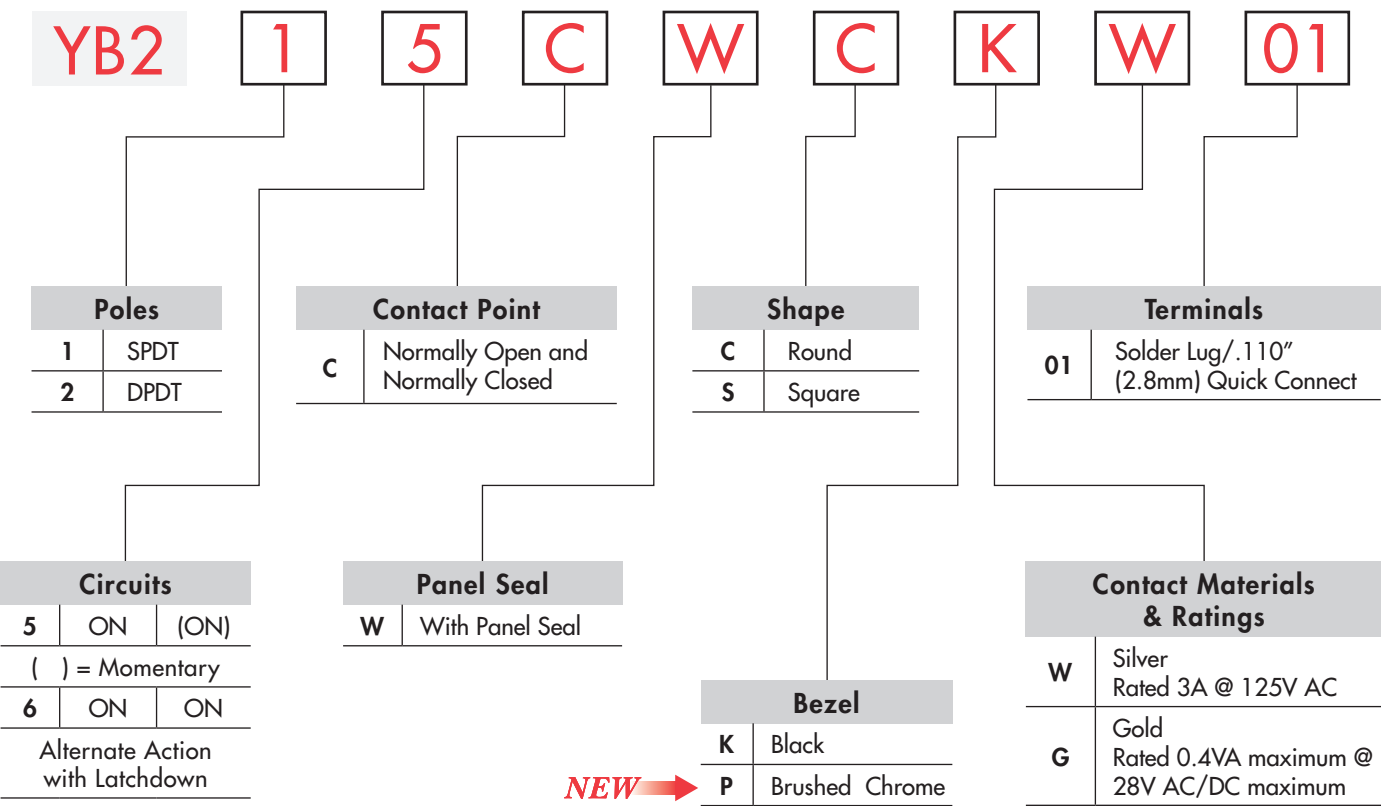 YB2 1 5 C W C K W 01
Poles
1 SPDT
2 DPDT
Contact Point
C Normally Open and
Normally Closed
Shape
C Round
S Square
Terminals
01 Solder Lug/.110″
(2.8mm) Quick Connect
Circuits
5 ON (ON)
( ) = Momentary
6 ON ON
Alternate Action
with Latchdown
Panel Seal
W With Panel Seal
Bezel
K Black
NEW P Brushed Chrome
Contact Materials
& Ratings
W Silver
Rated 3A @ 125V AC
G Gold
Rated 0.4VA maximum @
28V AC/DC maximum